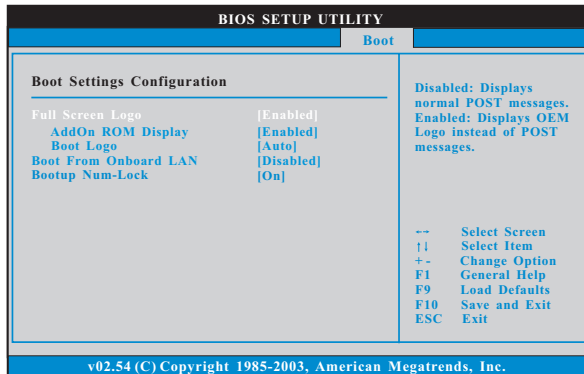 BIOS SETUP UTILITY
Boot
Boot Settings Configuration
Full Screen Logo [Enabled]
AddOn ROM Display [Enabled]
Boot Logo [Auto]
Boot From Onboard LAN [Disabled]
Bootup Num-Lock [On]
Disabled: Displays
normal POST messages.
Enabled: Displays OEM
Logo instead of POST
messages.
←→ Select Screen
↑↓ Select Item
+- Change Option
F1 General Help
F9 Load Defaults
F10 Save and Exit
ESC Exit
v02.54 (C) Copyright 1985-2003, American Megatrends, Inc.